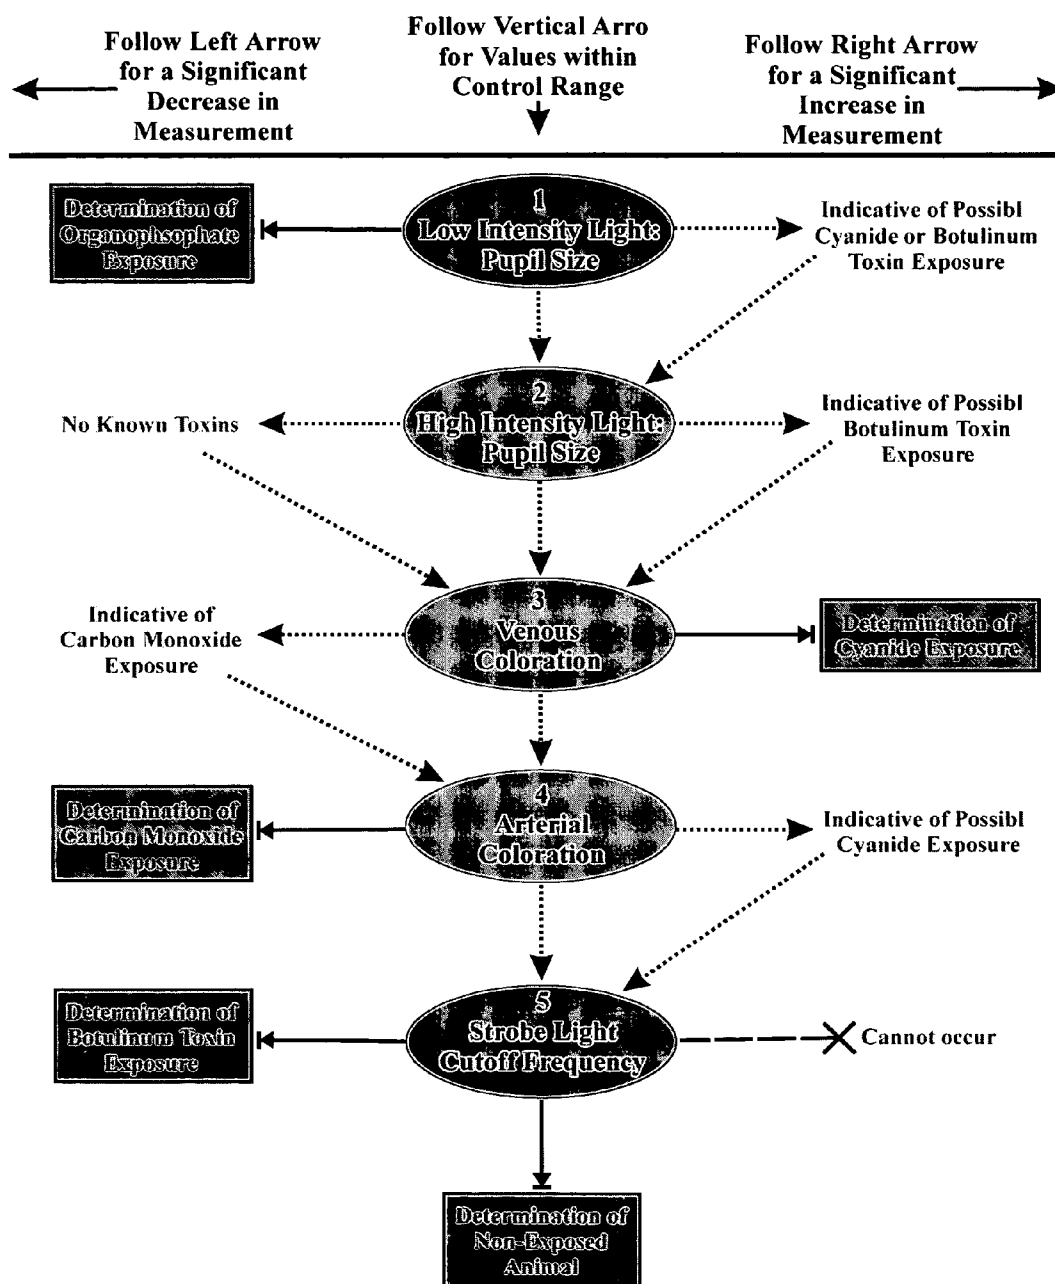 Follow Left Arrow
for a Significant
Decrease in
Measurement
Follow Vertical Arro
for Values within
Control Range
Follow Right Arrow
for a Significant
Increase in
Measurement
Determination of
Organophsophate
Exposure
1
Low Intensity Light:
Pupil Size
Indicative of Possibl
Cyanide or Botulinum
Toxin Exposure
No Known Toxins
2
High Intensity Light:
Pupil Size
Indicative of Possibl
Botulinum Toxin
Exposure
Indicative of
Carbon Monoxide
Exposure
3
Venous
Coloration
Determination of
Cyanide Exposure
Determination of
Carbon Monoxide
Exposure
4
Arterial
Coloration
Indicative of Possibl
Cyanide Exposure
Determination of
Botulinum Toxin
Exposure
5
Strobe Light
Cutoff Frequency
Cannot occur
Determination of
Non-Exposed
Animal